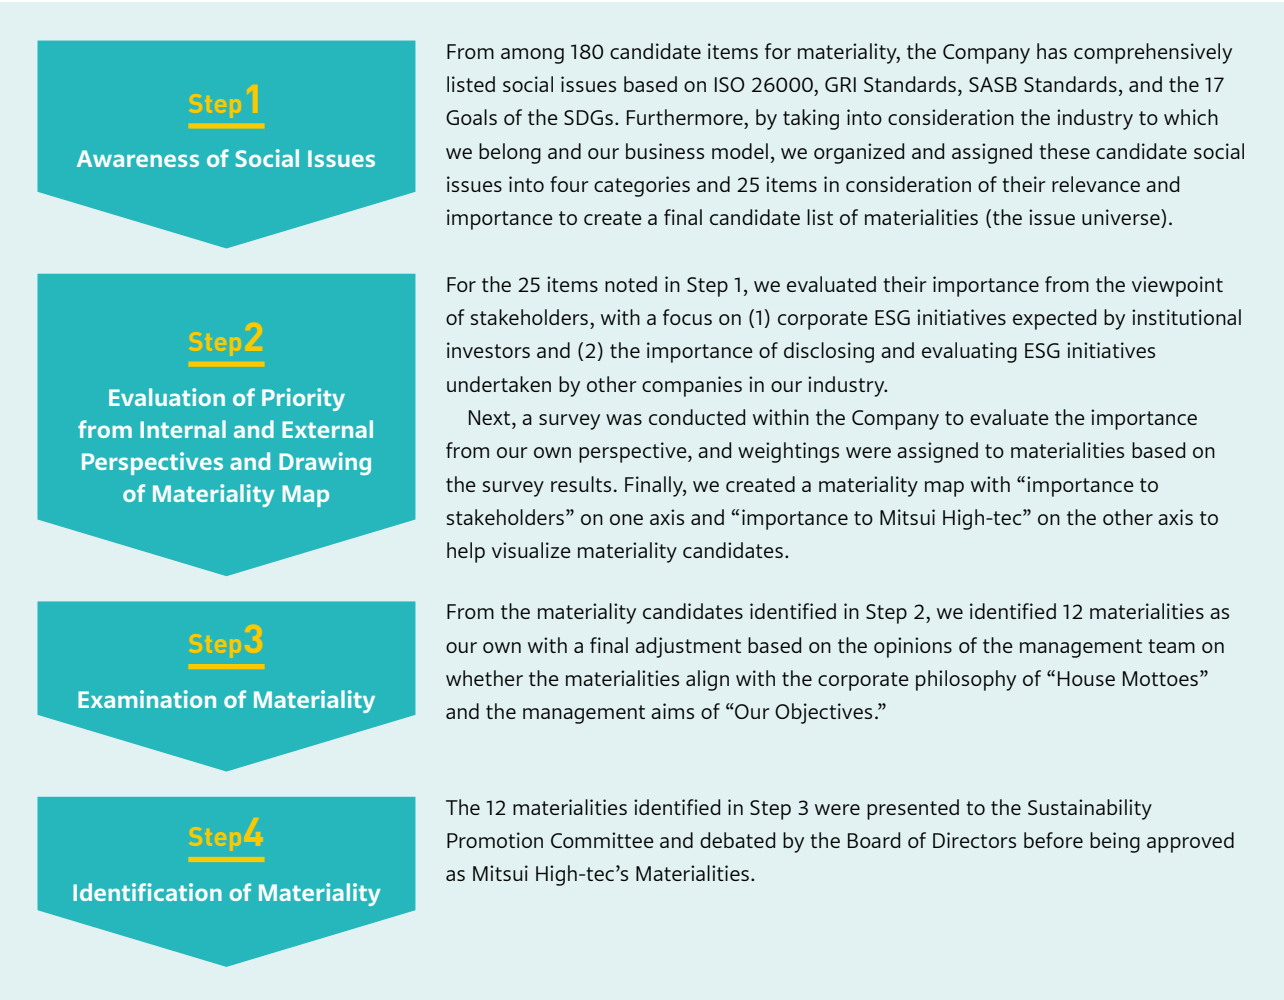 Step1
Awareness of Social Issues
From among 180 candidate items for materiality, the Company has comprehensively
listed social issues based on ISO 26000, GRI Standards, SASB Standards, and the 17
Goals of the SDGs. Furthermore, by taking into consideration the industry to which
we belong and our business model, we organized and assigned these candidate social
issues into four categories and 25 items in consideration of their relevance and
importance to create a final candidate list of materialities (the issue universe).
Step2
Evaluation of Priority
from Internal and External
Perspectives and Drawing
of Materiality Map
For the 25 items noted in Step 1, we evaluated their importance from the viewpoint
of stakeholders, with a focus on (1) corporate ESG initiatives expected by institutional
investors and (2) the importance of disclosing and evaluating ESG initiatives
undertaken by other companies in our industry.
Next, a survey was conducted within the Company to evaluate the importance
from our own perspective, and weightings were assigned to materialities based on
the survey results. Finally, we created a materiality map with “importance to
stakeholders” on one axis and “importance to Mitsui High-tec” on the other axis to
help visualize materiality candidates.
Step3
Examination of Materiality
From the materiality candidates identified in Step 2, we identified 12 materialities as
our own with a final adjustment based on the opinions of the management team on
whether the materialities align with the corporate philosophy of “House Mottoes”
and the management aims of “Our Objectives.”
Step4
Identification of Materiality
The 12 materialities identified in Step 3 were presented to the Sustainability
Promotion Committee and debated by the Board of Directors before being approved
as Mitsui High-tec’s Materialities.